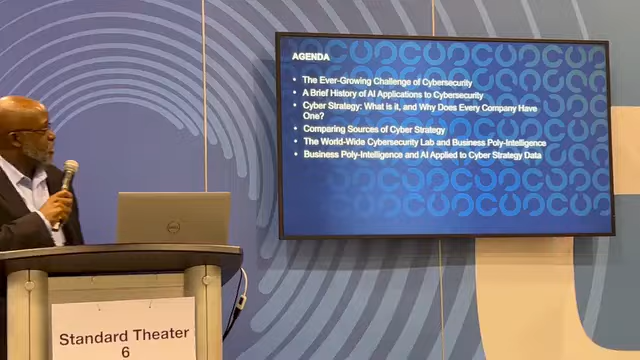 AGENDA
• The Ever-Growing Challenge of Cybersecurity
• A Brief History of AI Applications to Cybersecurity
• Cyber Strategy: What is it, and Why Does Every Company Have
One?
• Comparing Sources of Cyber Strategy
• The World-Wide Cybersecurity Lab and Business Poly-Intelligence
• Business Poly-Intelligence and AI Applied to Cyber Strategy Data
DELL
Standard Theater
6